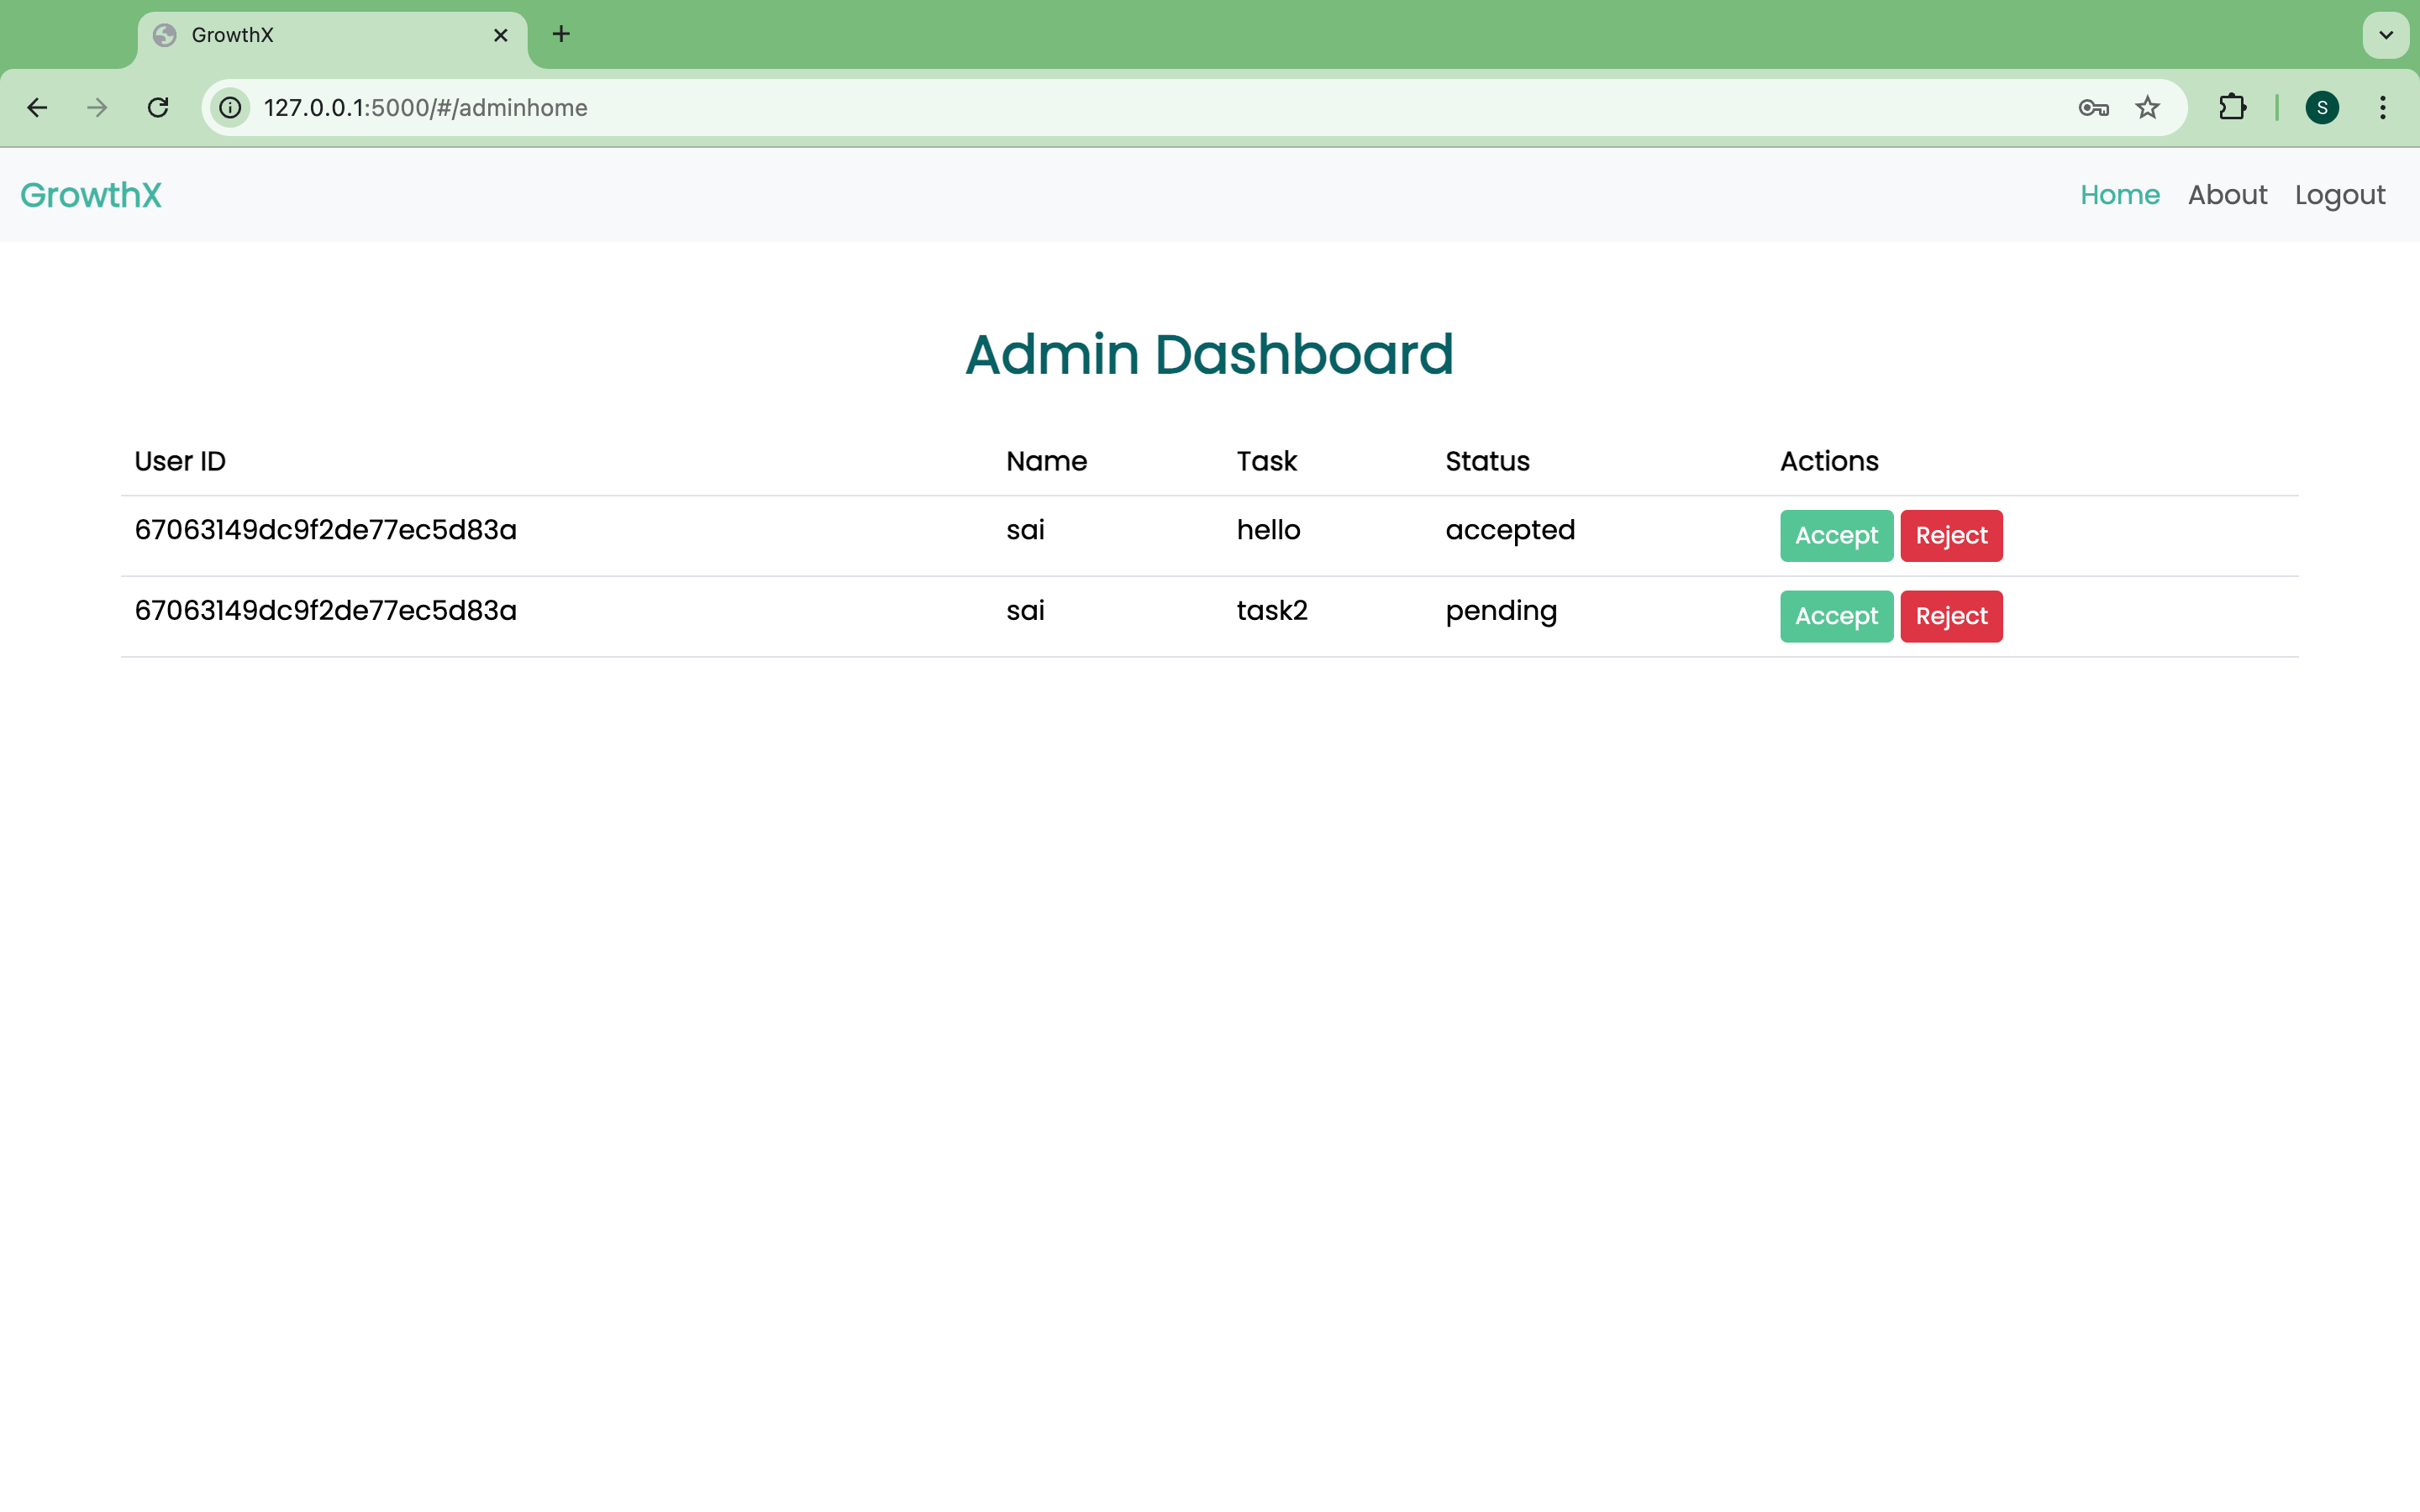 GrowthX
127.0.0.1:5000/#/adminhome
S
GrowthX
Home About Logout
Admin Dashboard
User ID Name Task Status Actions
67063149dc9f2de77ec5d83a sai hello accepted Accept Reject
67063149dc9f2de77ec5d83a sai task2 pending Accept Reject